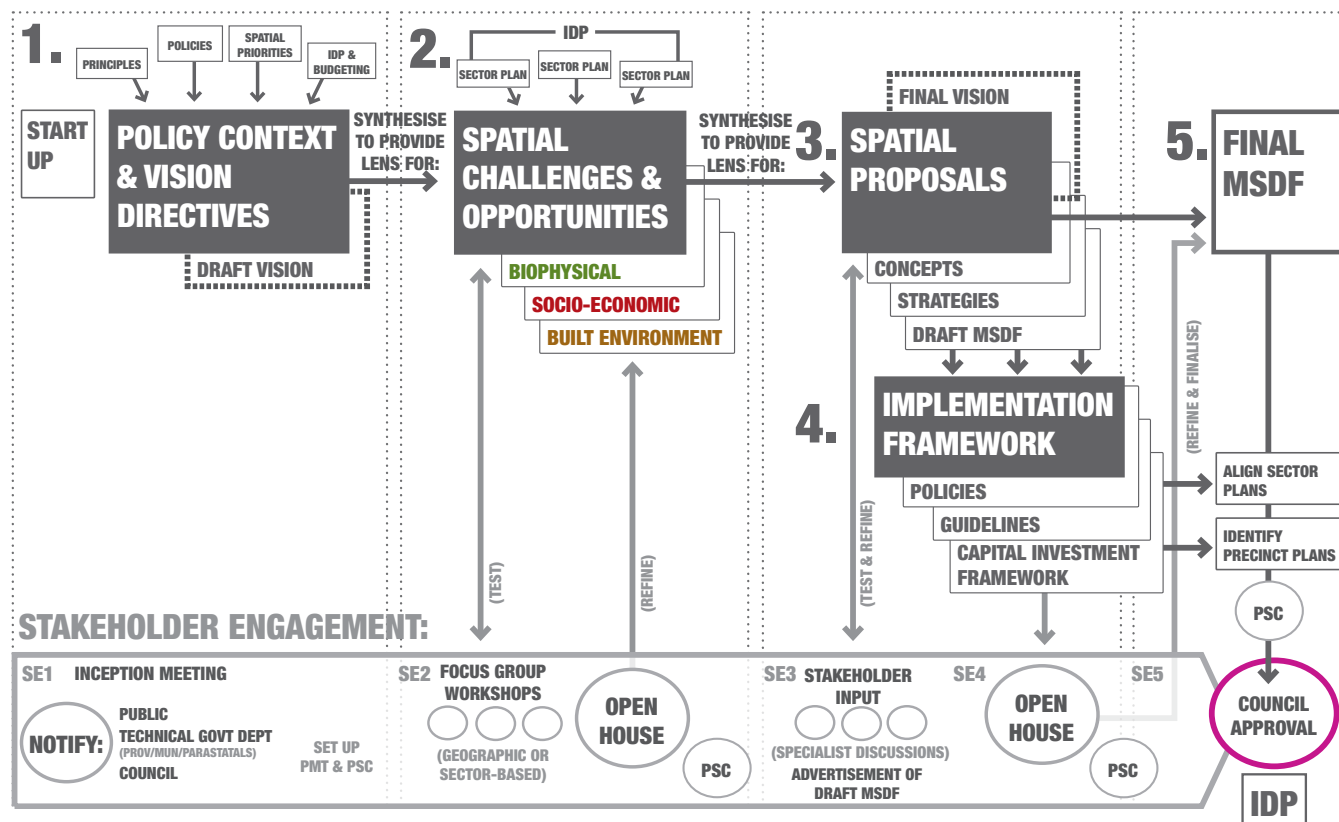 1.
START
UP
PRINCIPLES
POLICIES
SPATIAL
PRIORITIES
IDP &
BUDGETING
POLICY CONTEXT
& VISION
DIRECTIVES
DRAFT VISION
SYNTHESISE
TO PROVIDE
LENS FOR:
2.
IDP
SECTOR PLAN
SECTOR PLAN
SECTOR PLAN
SPATIAL
CHALLENGES &
OPPORTUNITIES
BIOPHYSICAL
SOCIO-ECONOMIC
BUILT ENVIRONMENT
(TEST)
(REFINE)
SYNTHESISE
TO PROVIDE
LENS FOR:
3.
FINAL VISION
SPATIAL
PROPOSALS
CONCEPTS
STRATEGIES
DRAFT MSDF
4.
IMPLEMENTATION
FRAMEWORK
POLICIES
GUIDELINES
CAPITAL INVESTMENT
FRAMEWORK
(TEST & REFINE)
(REFINE & FINALISE)
5.
FINAL
MSDF
ALIGN SECTOR
PLANS
IDENTIFY
PRECINCT PLANS
PSC
STAKEHOLDER ENGAGEMENT:
SE1
INCEPTION MEETING
NOTIFY:
PUBLIC
TECHNICAL GOVT DEPT
(PROV/MUN/PARASTATALS)
COUNCIL
SET UP
PMT & PSC
SE2
FOCUS GROUP
WORKSHOPS
(GEOGRAPHIC OR
SECTOR-BASED)
OPEN
HOUSE
PSC
SE3
STAKEHOLDER
INPUT
(SPECIALIST DISCUSSIONS)
ADVERTISEMENT OF
DRAFT MSDF
SE4
OPEN
HOUSE
PSC
SE5
COUNCIL
APPROVAL
IDP